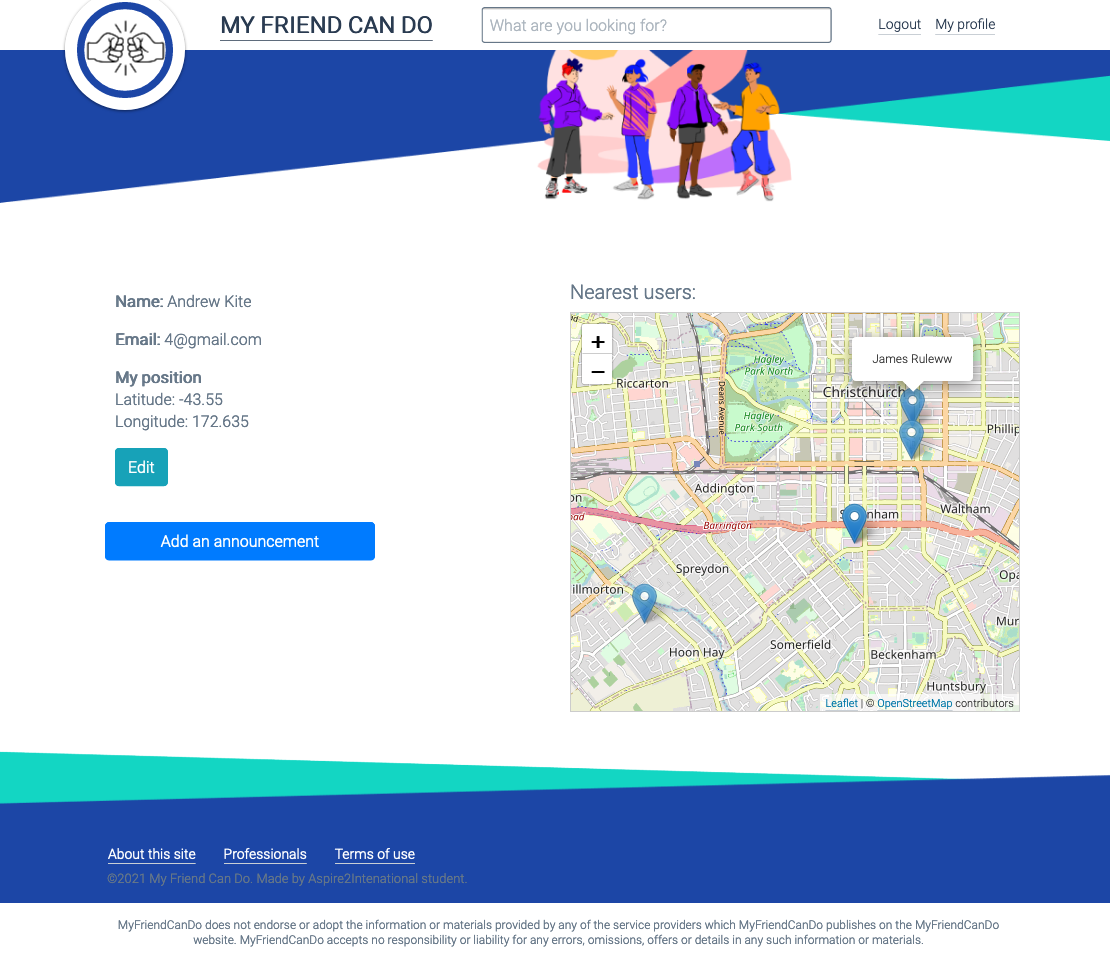 MY FRIEND CAN DO
What are you looking for?
Logout
My profile
Name: Andrew Kite
Email: 4@gmail.com
My position
Latitude: -43.55
Longitude: 172.635
Edit
Add an announcement
Nearest users:
+
−
James Ruleww
Riccarton
Hagley
Park North
Deans Avenue
Hagley
Park South
Christchurch
Phillip
Addington
Waltham
Barrington
Spreydon
illmorton
Hoon Hay
Somerfield
Beckenham
Huntsbury
Opa
Mur
Leaflet | © OpenStreetMap contributors
About this site
Professionals
Terms of use
©2021 My Friend Can Do. Made by Aspire2Intenational student.
MyFriendCanDo does not endorse or adopt the information or materials provided by any of the service providers which MyFriendCanDo publishes on the MyFriendCanDo
website. MyFriendCanDo accepts no responsibility or liability for any errors, omissions, offers or details in any such information or materials.